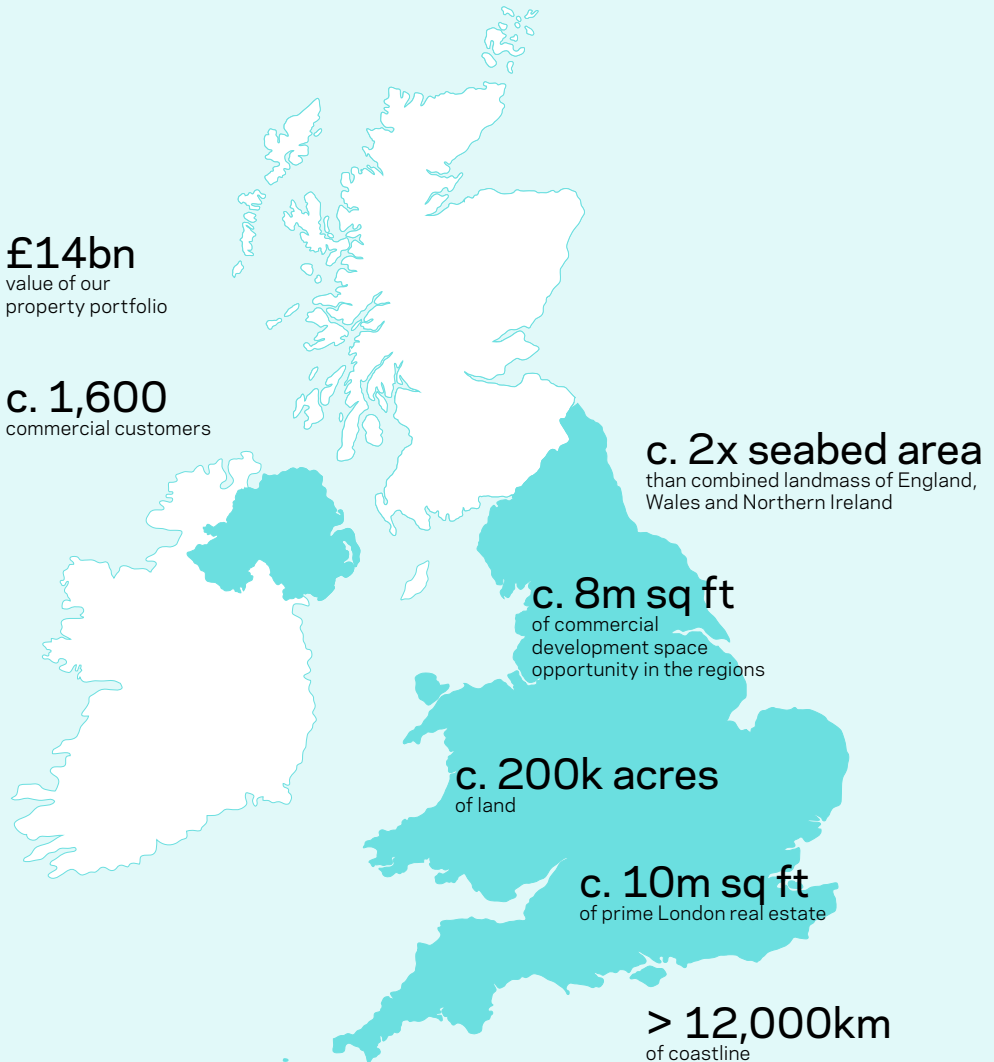 £14bn
value of our
property portfolio
c. 1,600
commercial customers
c. 2x seabed area
than combined landmass of England,
Wales and Northern Ireland
c. 8m sq ft
of commercial
development space
opportunity in the regions
c. 200k acres
of land
c. 10m sq ft
of prime London real estate
> 12,000km
of coastline